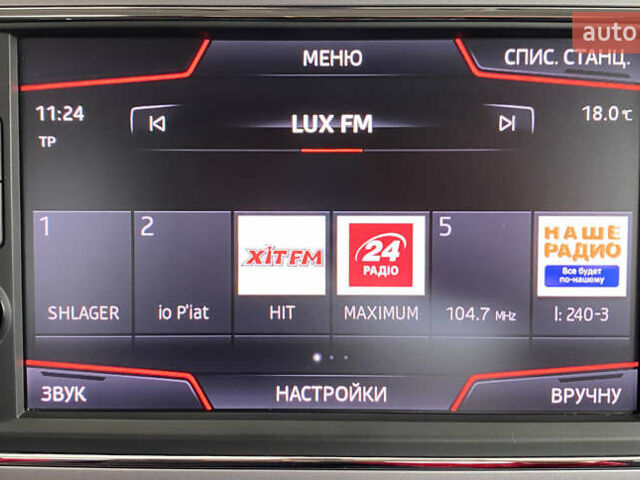 auto
МЕНЮ
СПИС. СТАНЦ.
11:24
TP
LUX FM
18.0°C
1
SHLAGER
2
io P'iat
ХІТ FM
HIT
24
РАДІО
MAXIMUM
5
104.7 MHz
НАШЕ
РАДИО
Все будет
по-нашему
I: 240-3
ЗВУК
НАСТРОЙКИ
ВРУЧНУ